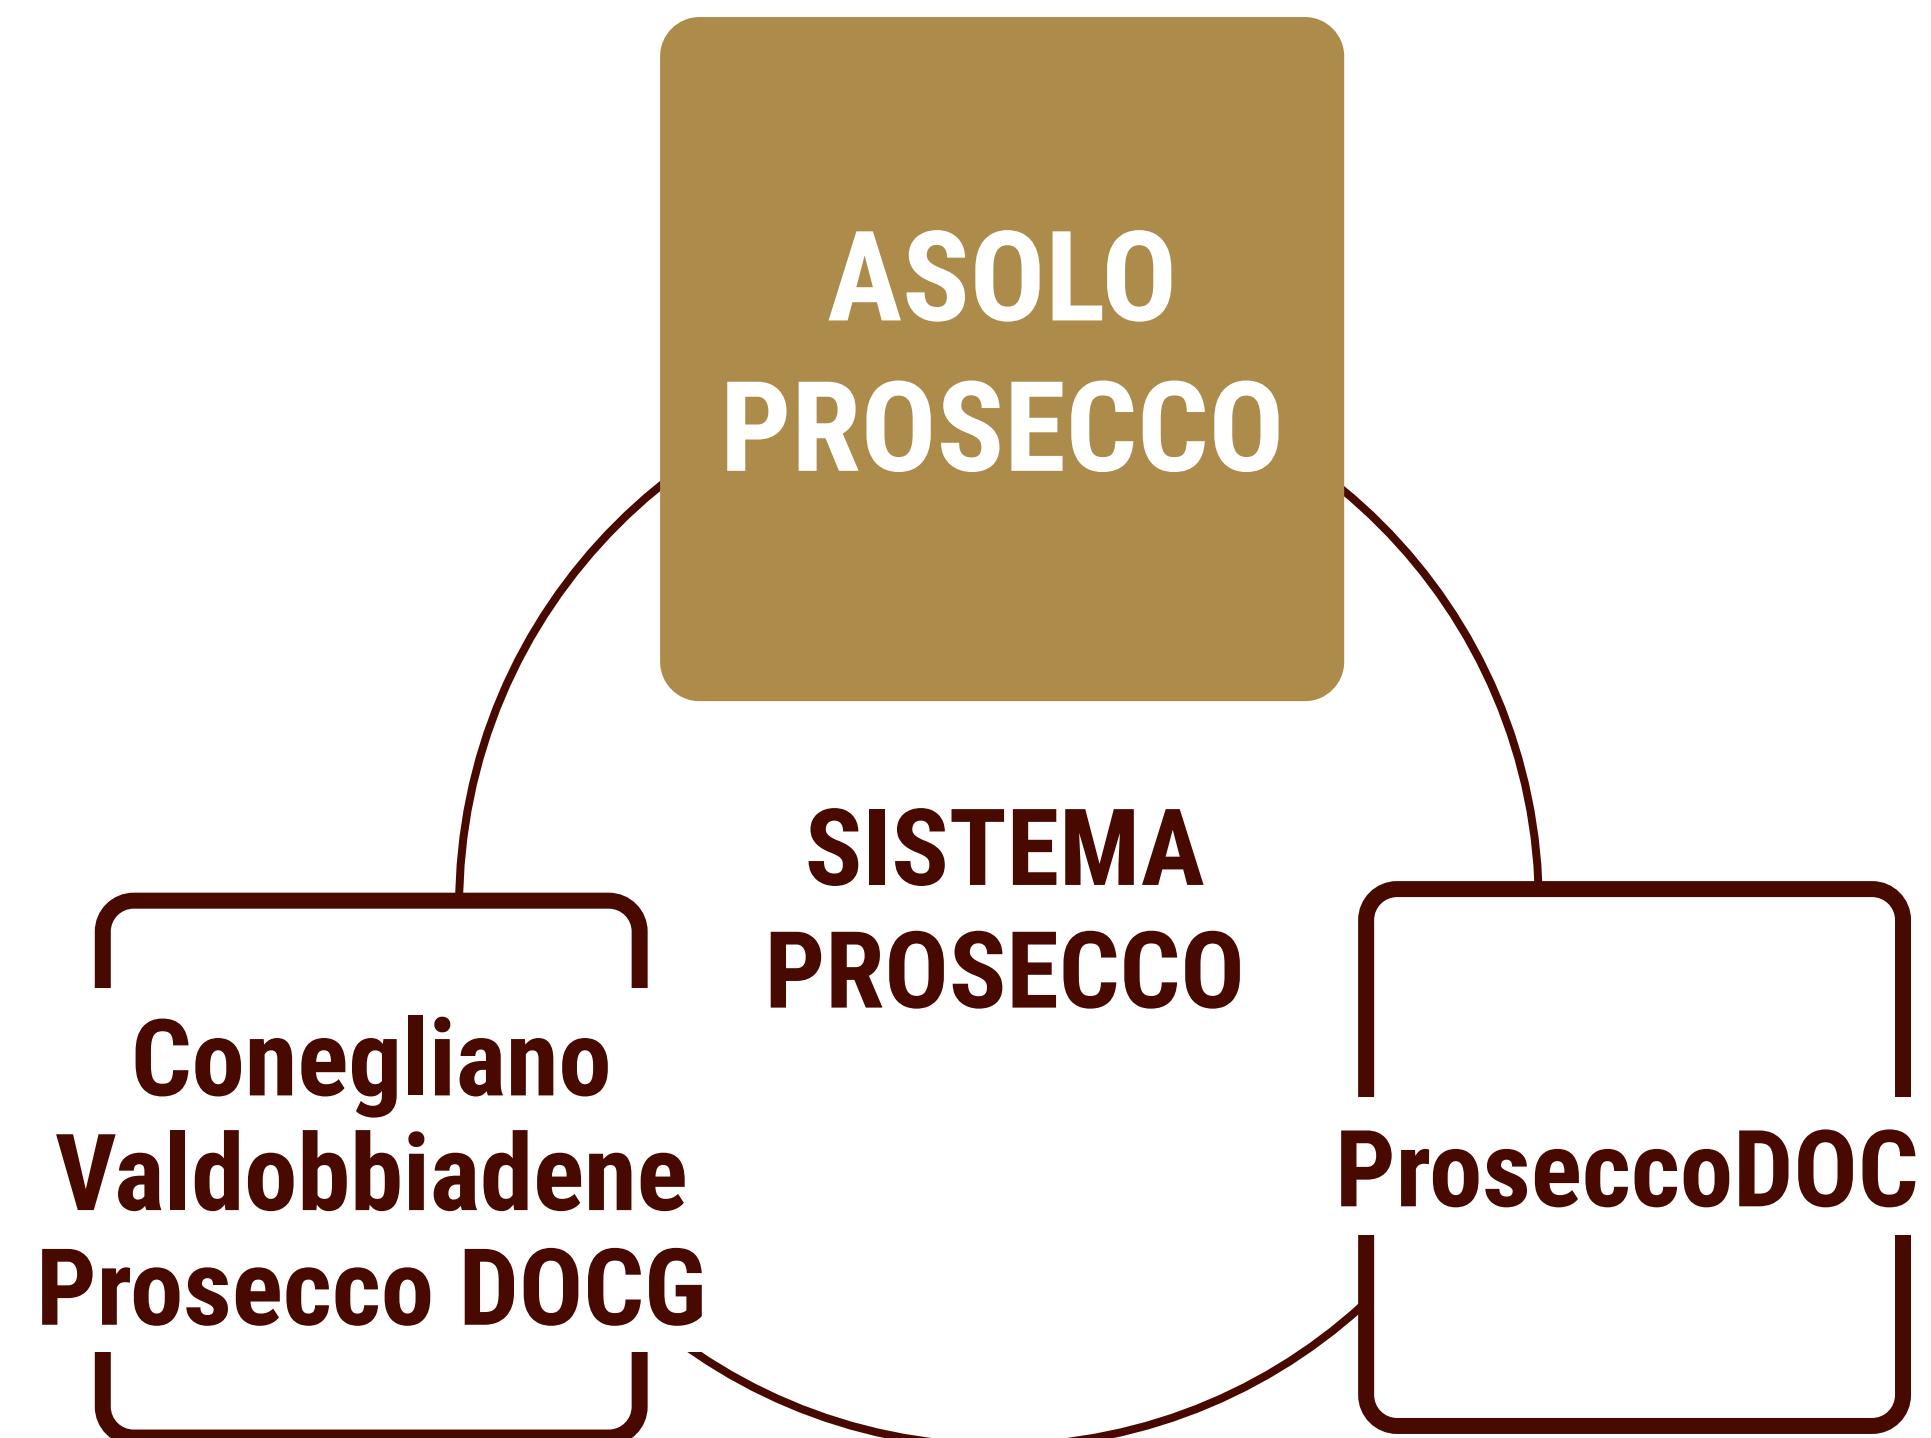 ASOLO
PROSECCO
SISTEMA
PROSECCO
Conegliano
Valdobbiadene
Prosecco DOCG
ProseccoDOC